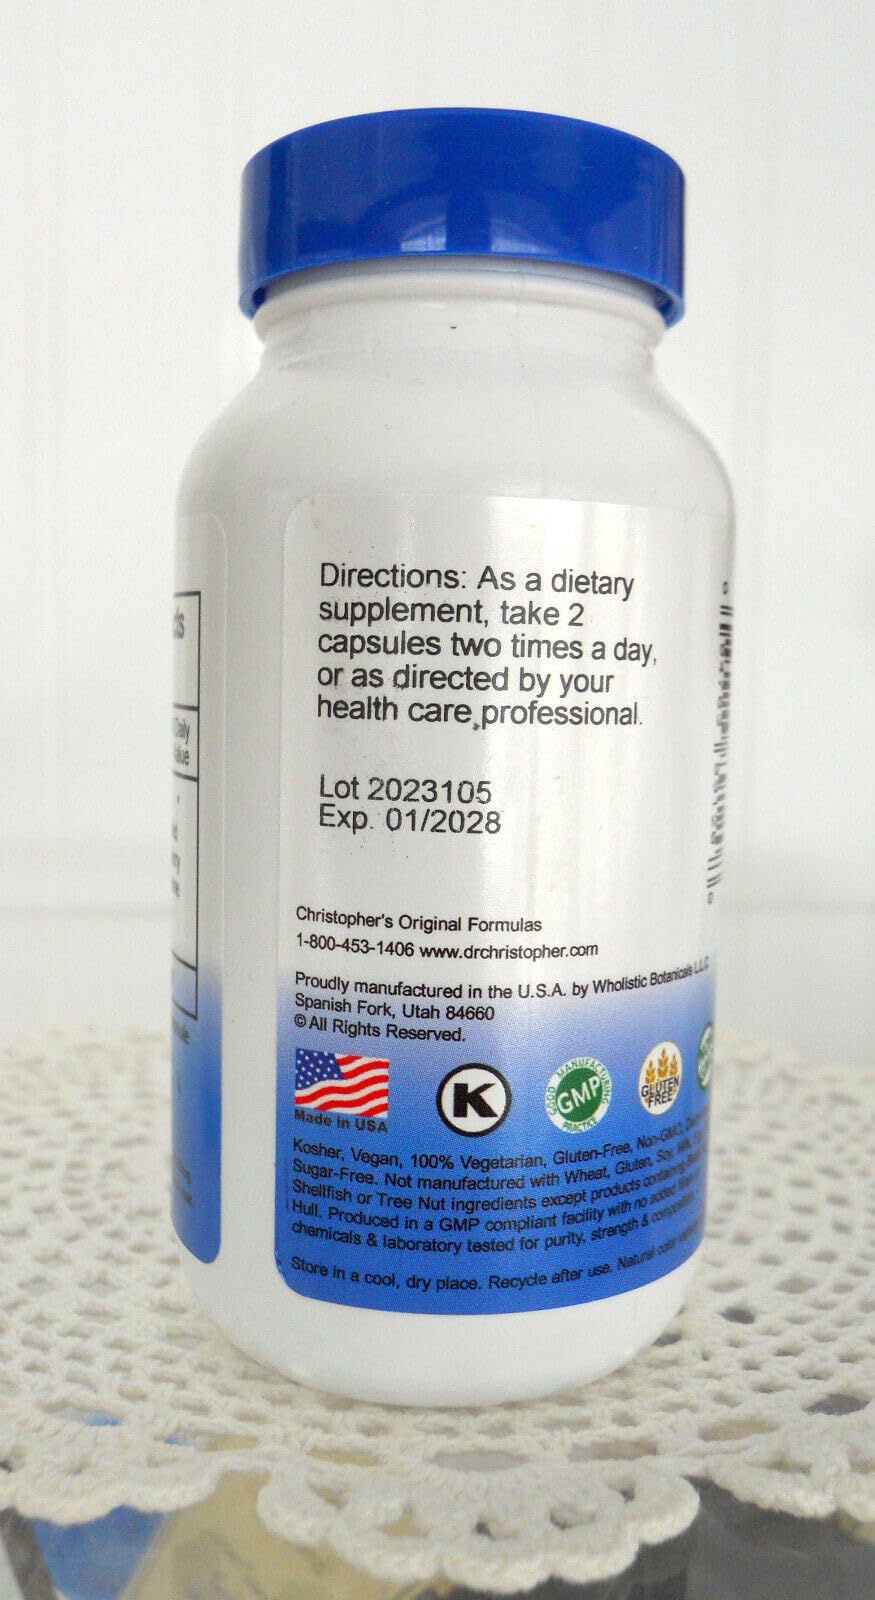 Directions: As a dietary
supplement, take 2
capsules two times a day,
or as directed by your
health care professional.
Lot 2023105
Exp. 01/2028
Christopher's Original Formulas
1-800-453-1406 www.drchristopher.com
Proudly manufactured in the U.S.A. by Wholistic Botanicals L.L.C.
Spanish Fork, Utah 84660
© All Rights Reserved.
Made in USA
K
GOOD MANUFACTURING
GMP
PRACTICE
GLUTEN
FREE
Kosher, Vegan, 100% Vegetarian, Gluten-Free, Non-GMO,
Sugar-Free. Not manufactured with Wheat, Gluten, Soy, Milk,
Shellfish or Tree Nut ingredients except products containing
Hull. Produced in a GMP compliant facility with no added
chemicals & laboratory tested for purity, strength &
Store in a cool, dry place. Recycle after use. Natural color
Daily